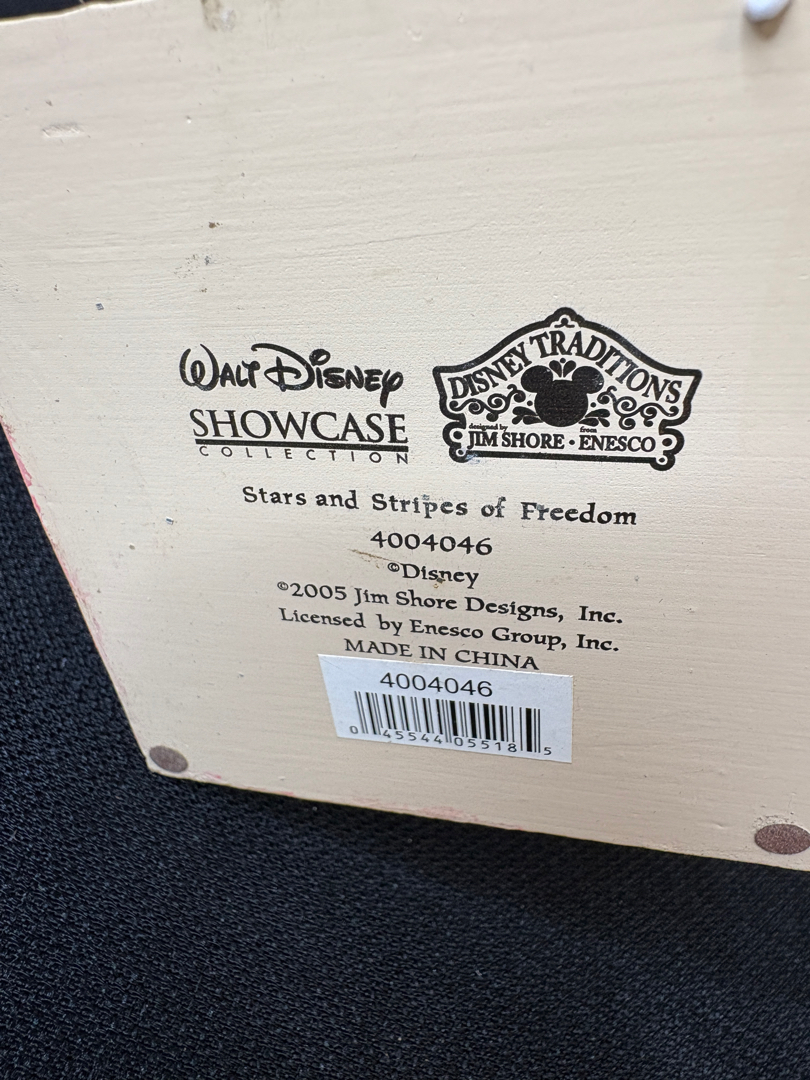 WALT DISNEY
SHOWCASE
COLLECTION
DISNEY TRADITIONS
designed by from
JIM SHORE • ENESCO
Stars and Stripes of Freedom
4004046
©Disney
©2005 Jim Shore Designs, Inc.
Licensed by Enesco Group, Inc.
MADE IN CHINA
4004046
0 45544 05518 5